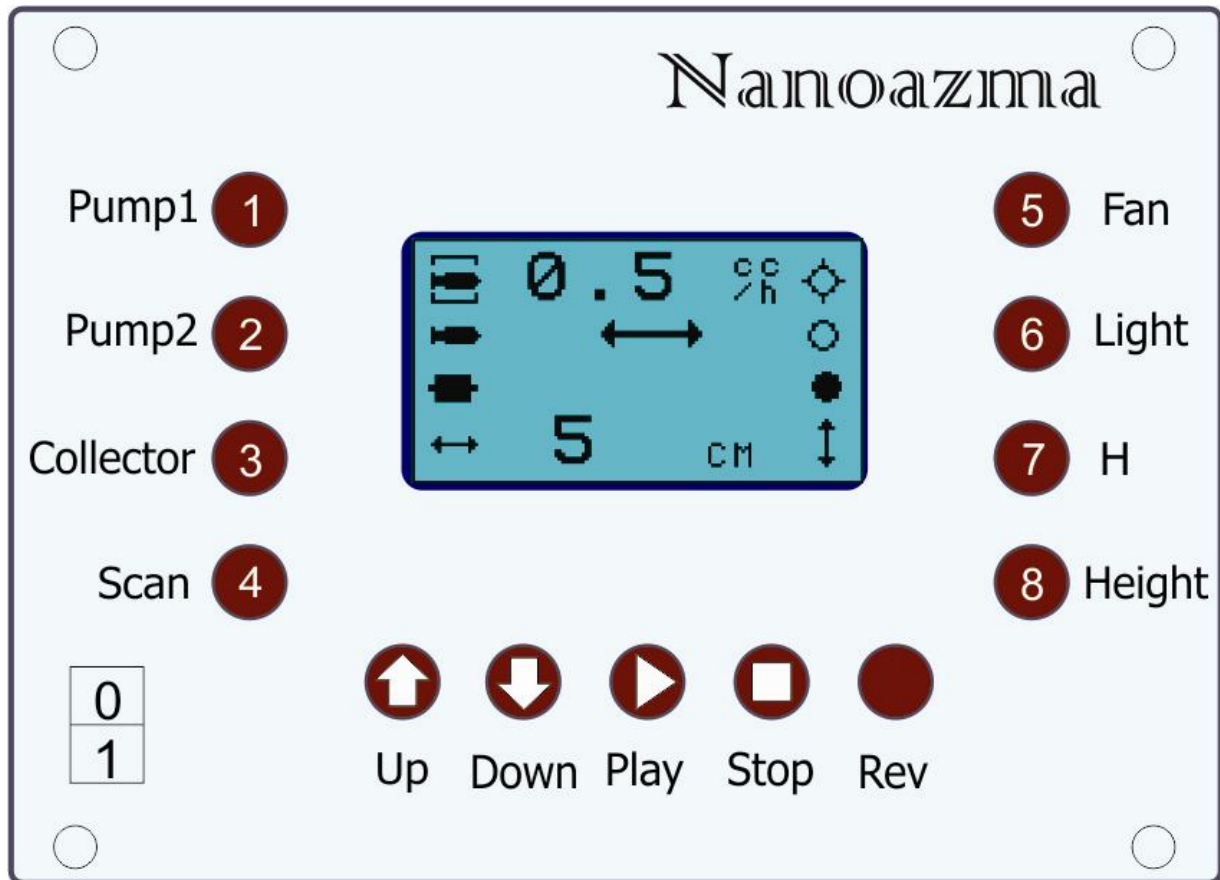 Nanoazma
Pump1 1
Pump2 2
Collector 3
Scan 4
0.5 cc/h
5 CM
5 Fan
6 Light
7 H
8 Height
0
1
Up Down Play Stop Rev